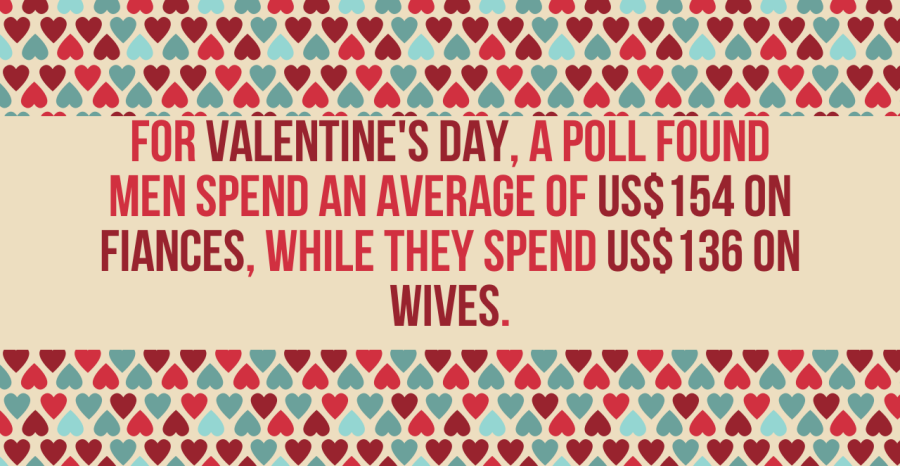 FOR VALENTINE'S DAY, A POLL FOUND
MEN SPEND AN AVERAGE OF US$154 ON
FIANCES, WHILE THEY SPEND US$136 ON
WIVES.